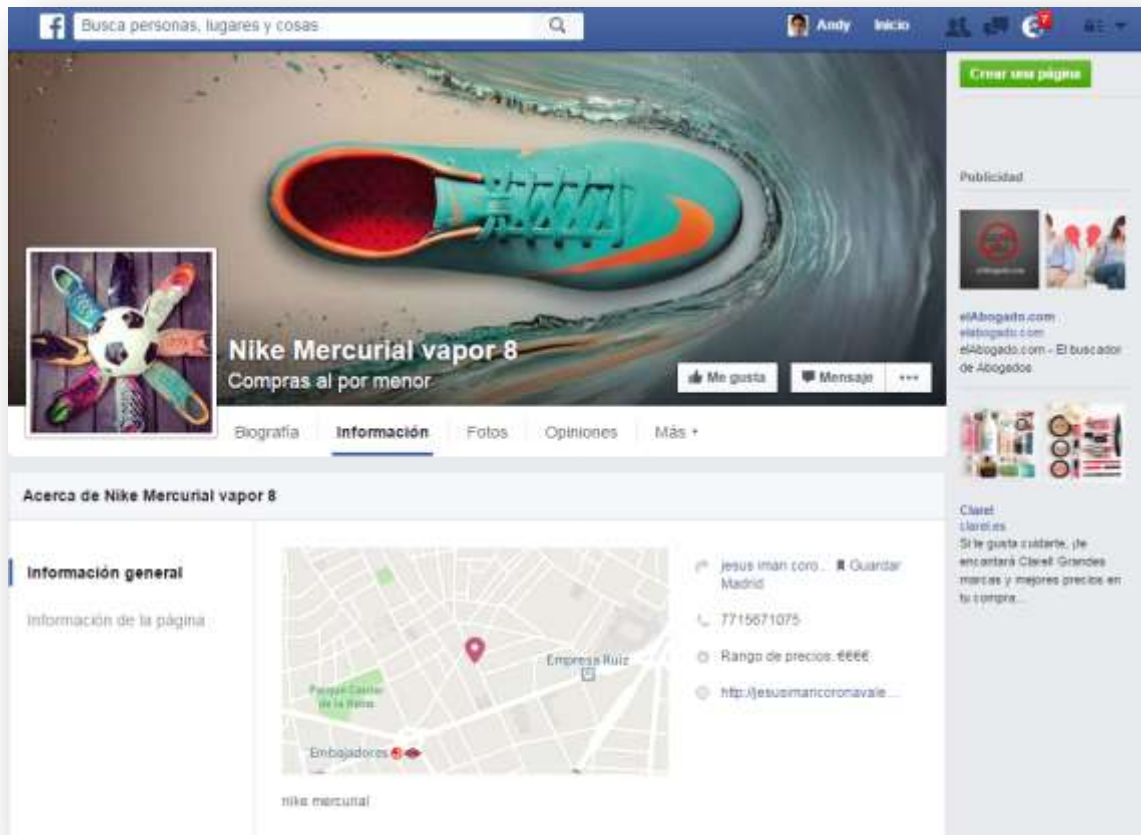 Busca personas, lugares y cosas
Andy
Inicio
7
Crear una página
Nike Mercurial vapor 8
Compras al por menor
Me gusta
Mensaje
Biografía
Información
Fotos
Opiniones
Más
Acerca de Nike Mercurial vapor 8
Información general
Información de la página
Empresa Ruiz
Embajadores
nike mercurial
jesus iman coro... Guardar
Madrid
7715671075
Rango de precios: €€€€
http://jesusimancoronavale...
Publicidad
elAbogado.com
elabogado.com
elAbogado.com - El buscador
de Abogados
Clarel
clarel.es
Si te gusta cuidarte, ¡te
encantará Clarel! Grandes
marcas y mejores precios en
tu compra...